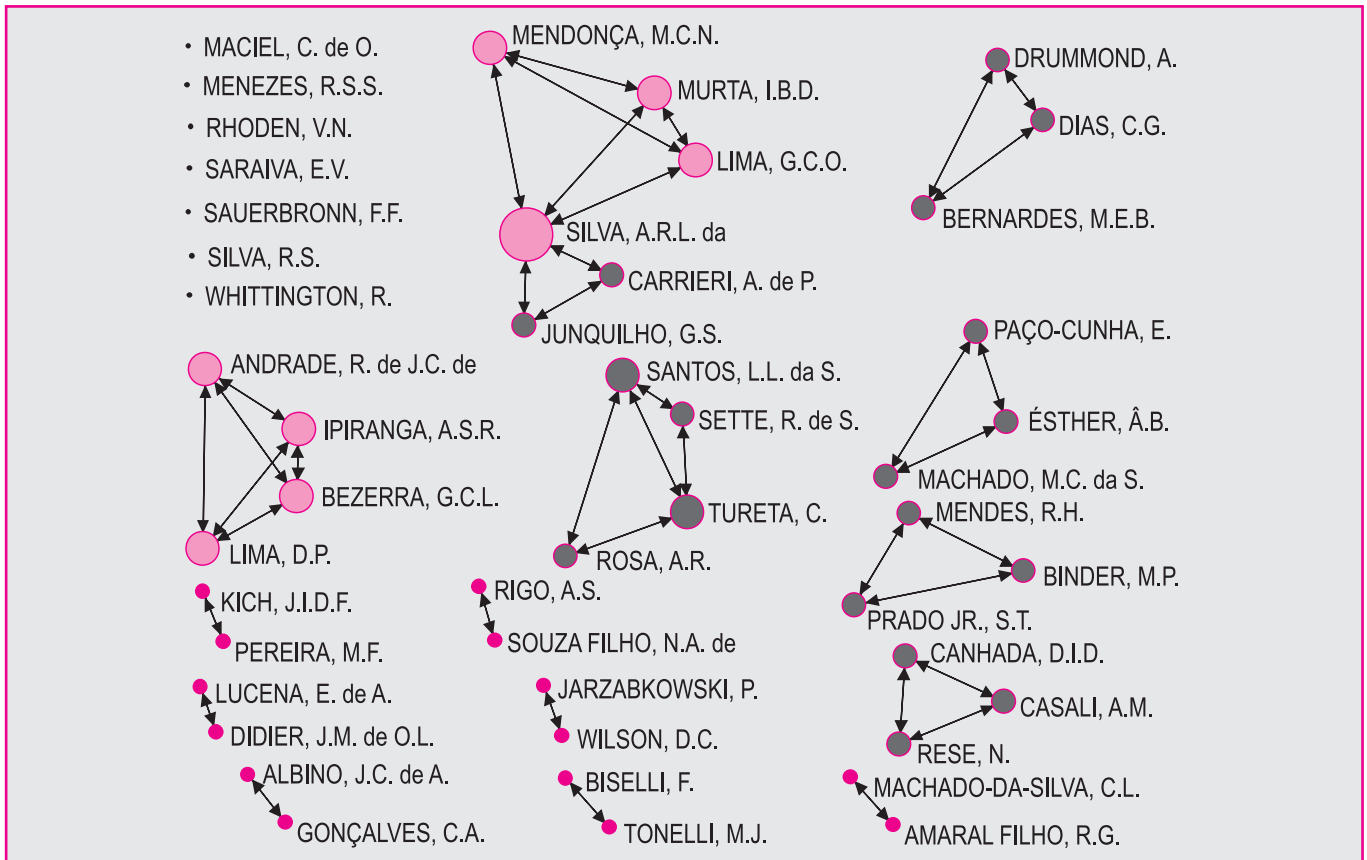 • MACIEL, C. de O.
• MENEZES, R.S.S.
• RHODEN, V.N.
• SARAIVA, E.V.
• SAUERBRONN, F.F.
• SILVA, R.S.
• WHITTINGTON, R.
MENDONÇA, M.C.N.
MURTA, I.B.D.
LIMA, G.C.O.
SILVA, A.R.L. da
CARRIERI, A. de P.
JUNQUILHO, G.S.
DRUMMOND, A.
DIAS, C.G.
BERNARDES, M.E.B.
ANDRADE, R. de J.C. de
IPIRANGA, A.S.R.
BEZERRA, G.C.L.
LIMA, D.P.
SANTOS, L.L. da S.
SETTE, R. de S.
TURETA, C.
ROSA, A.R.
PAÇO-CUNHA, E.
ÉSTHER, Â.B.
MACHADO, M.C. da S.
MENDES, R.H.
BINDER, M.P.
PRADO JR., S.T.
CANHADA, D.I.D.
CASALI, A.M.
RESE, N.
KICH, J.I.D.F.
PEREIRA, M.F.
LUCENA, E. de A.
DIDIER, J.M. de O.L.
ALBINO, J.C. de A.
GONÇALVES, C.A.
RIGO, A.S.
SOUZA FILHO, N.A. de
JARZABKOWSKI, P.
WILSON, D.C.
BISELLI, F.
TONELLI, M.J.
MACHADO-DA-SILVA, C.L.
AMARAL FILHO, R.G.